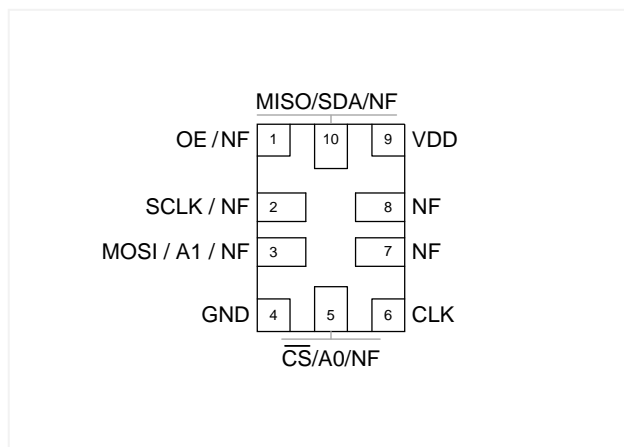 MISO/SDA/NF
OE / NF 1 10 9 VDD
SCLK / NF 2 8 NF
MOSI / A1 / NF 3 7 NF
GND 4 5 6 CLK
C̅S̅/A0/NF